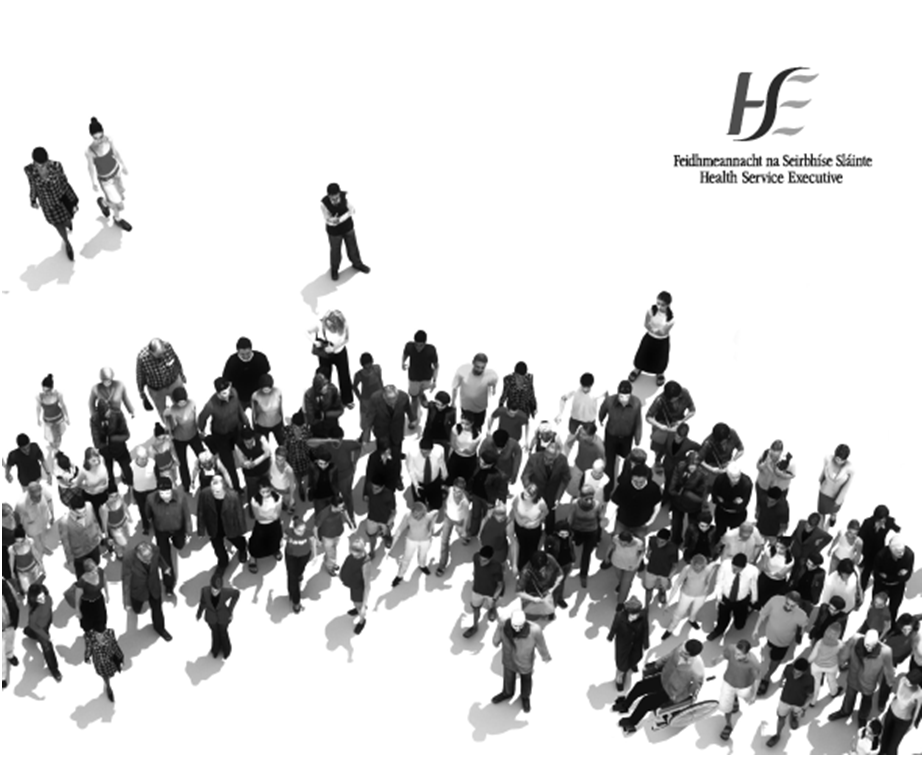 HSE
Feidhmeannacht na Seirbhíse Sláinte
Health Service Executive